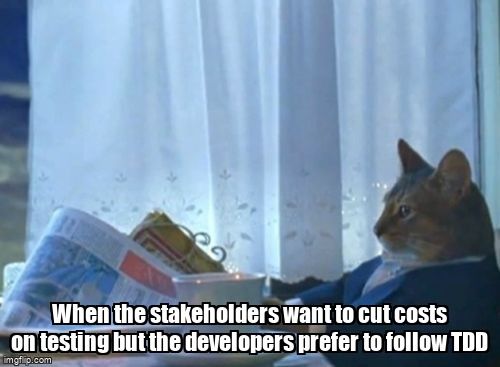 When the stakeholders want to cut costs
on testing but the developers prefer to follow TDD
imgflip.com